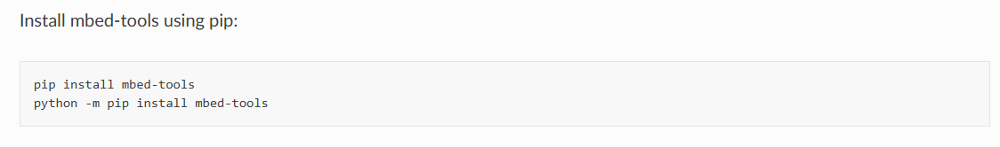 Install mbed-tools using pip:
pip install mbed-tools
python -m pip install mbed-tools